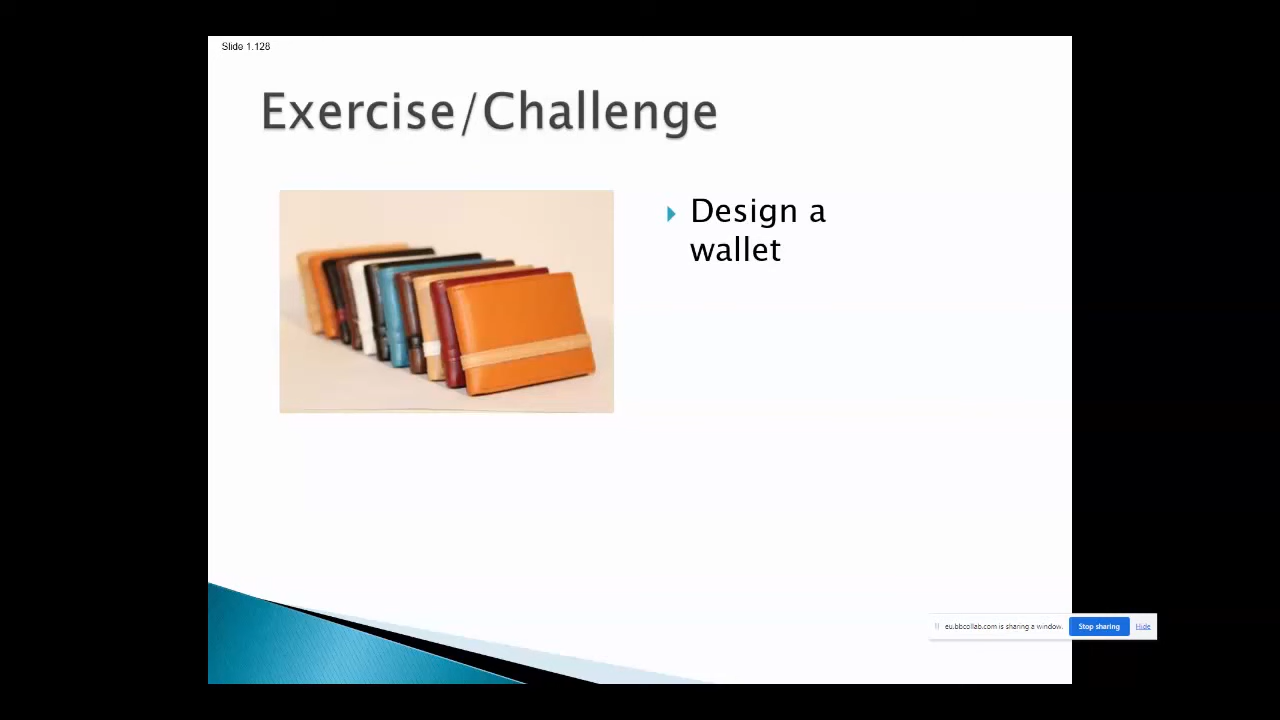 Slide 1.128
Exercise/Challenge
Design a
wallet
eu.bbcollab.com is sharing a window.
Stop sharing
Hide